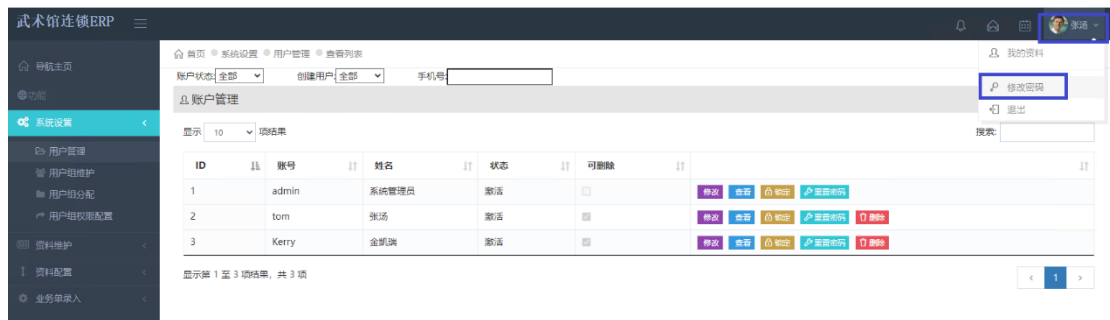 武术馆连锁ERP
张汤
导航主页
功能
系统设置
用户管理
用户组维护
用户组分配
用户组权限配置
资料维护
资料配置
业务单录入
首页 系统设置 用户管理 查看列表
账户状态: 全部 创建用户: 全部 手机号:
我的资料
修改密码
退出
账户管理
显示 10 项结果
搜索:
ID 账号 姓名 状态 可删除
1 admin 系统管理员 激活 修改 查看 锁定 重置密码
2 tom 张汤 激活 修改 查看 锁定 重置密码 删除
3 Kerry 金凯瑞 激活 修改 查看 锁定 重置密码 删除
显示第 1 至 3 项结果，共 3 项
1